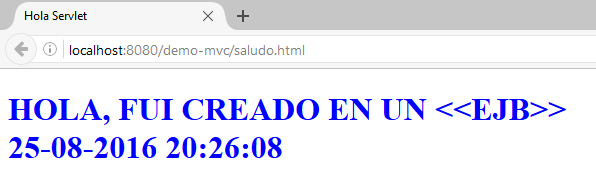 Hola Servlet
localhost:8080/demo-mvc/saludo.html
HOLA, FUI CREADO EN UN <<EJB>>
25-08-2016 20:26:08